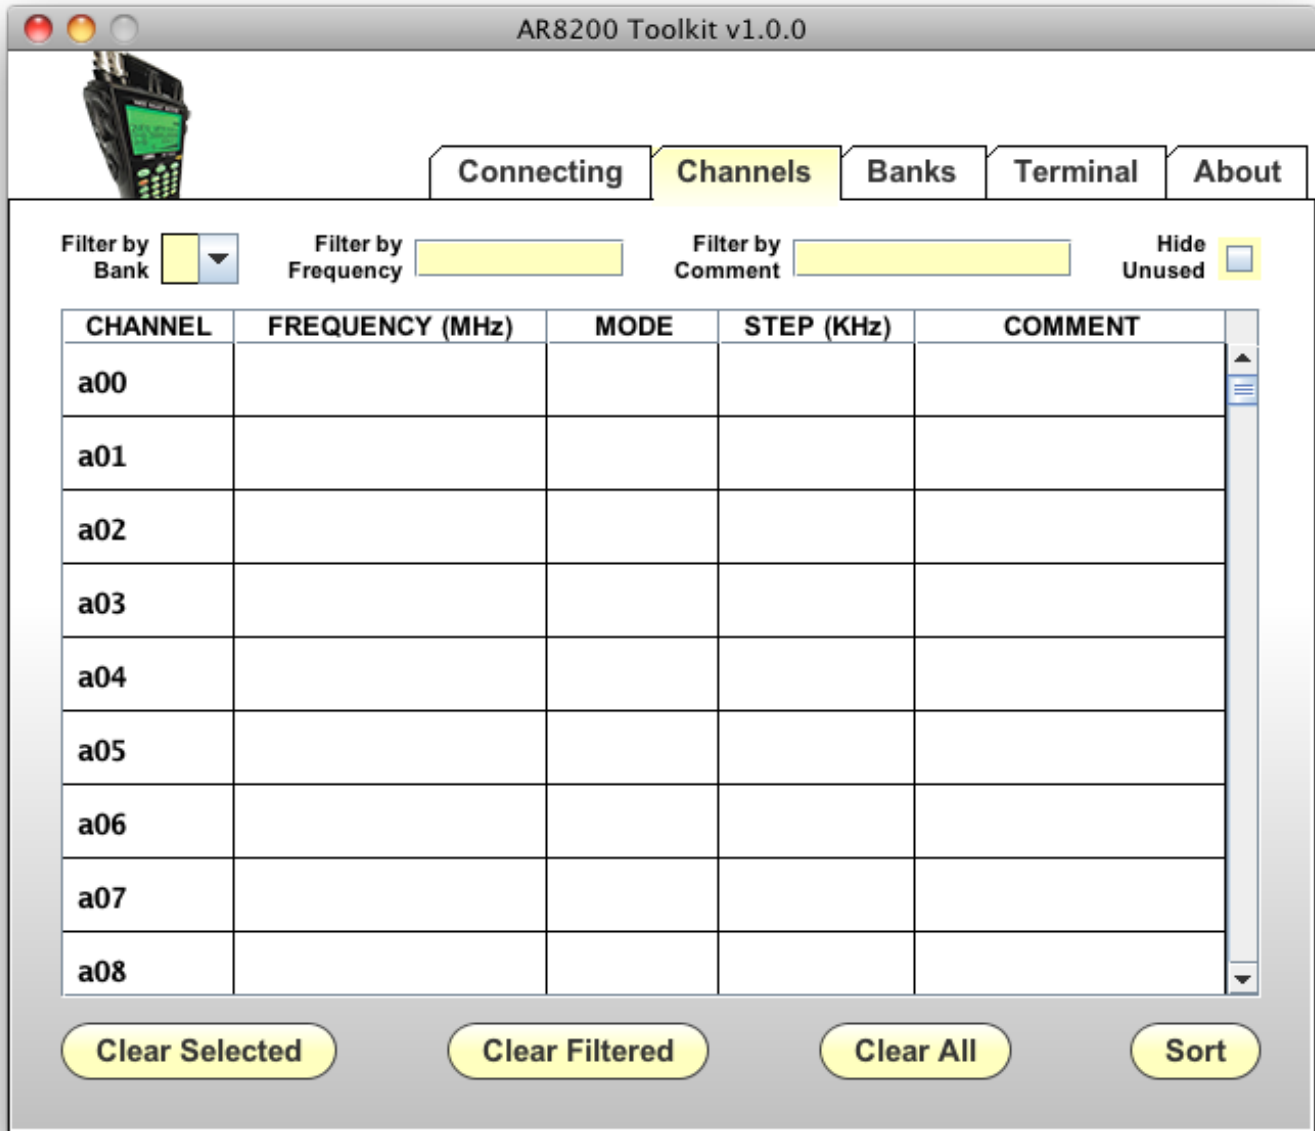 AR8200 Toolkit v1.0.0
Connecting Channels Banks Terminal About
Filter by Bank
Filter by Frequency
Filter by Comment
Hide Unused
CHANNEL FREQUENCY (MHz) MODE STEP (KHz) COMMENT
a00
a01
a02
a03
a04
a05
a06
a07
a08
Clear Selected Clear Filtered Clear All Sort